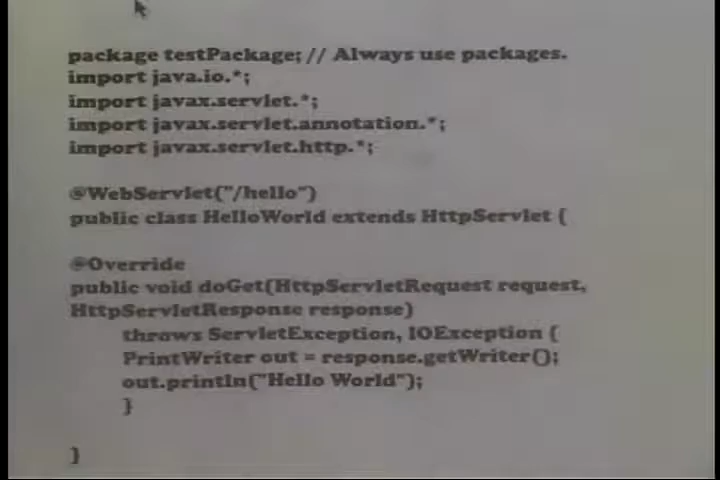 package testPackage; // Always use packages.
import java.io.*;
import javax.servlet.*;
import javax.servlet.annotation.*;
import javax.servlet.http.*;
@WebServlet("/hello")
public class HelloWorld extends HttpServlet {
@Override
public void doGet(HttpServletRequest request,
HttpServletResponse response)
throws ServletException, IOException {
PrintWriter out = response.getWriter();
out.println("Hello World");
}
}